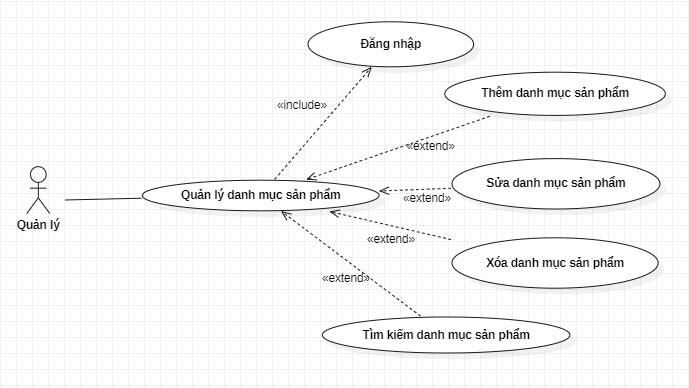 Đăng nhập
«include»
Thêm danh mục sản phẩm
«extend»
Sửa danh mục sản phẩm
Quản lý danh mục sản phẩm
«extend»
Quản lý
«extend»
Xóa danh mục sản phẩm
«extend»
Tìm kiếm danh mục sản phẩm